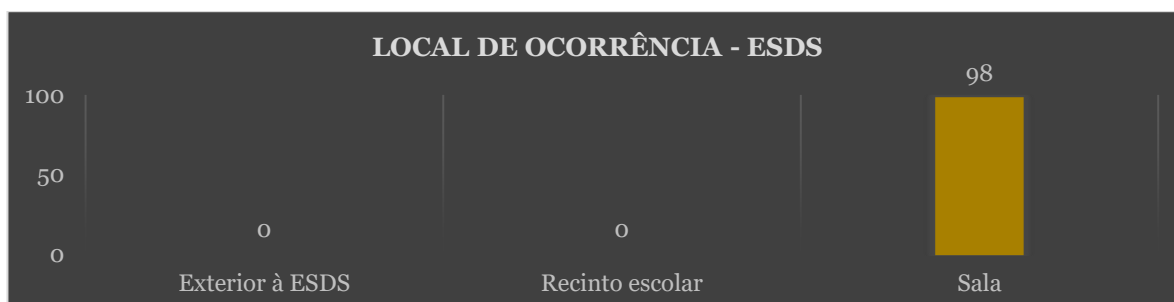 LOCAL DE OCORRÊNCIA - ESDS
98
100
50
0
0
0
Exterior à ESDS
Recinto escolar
Sala